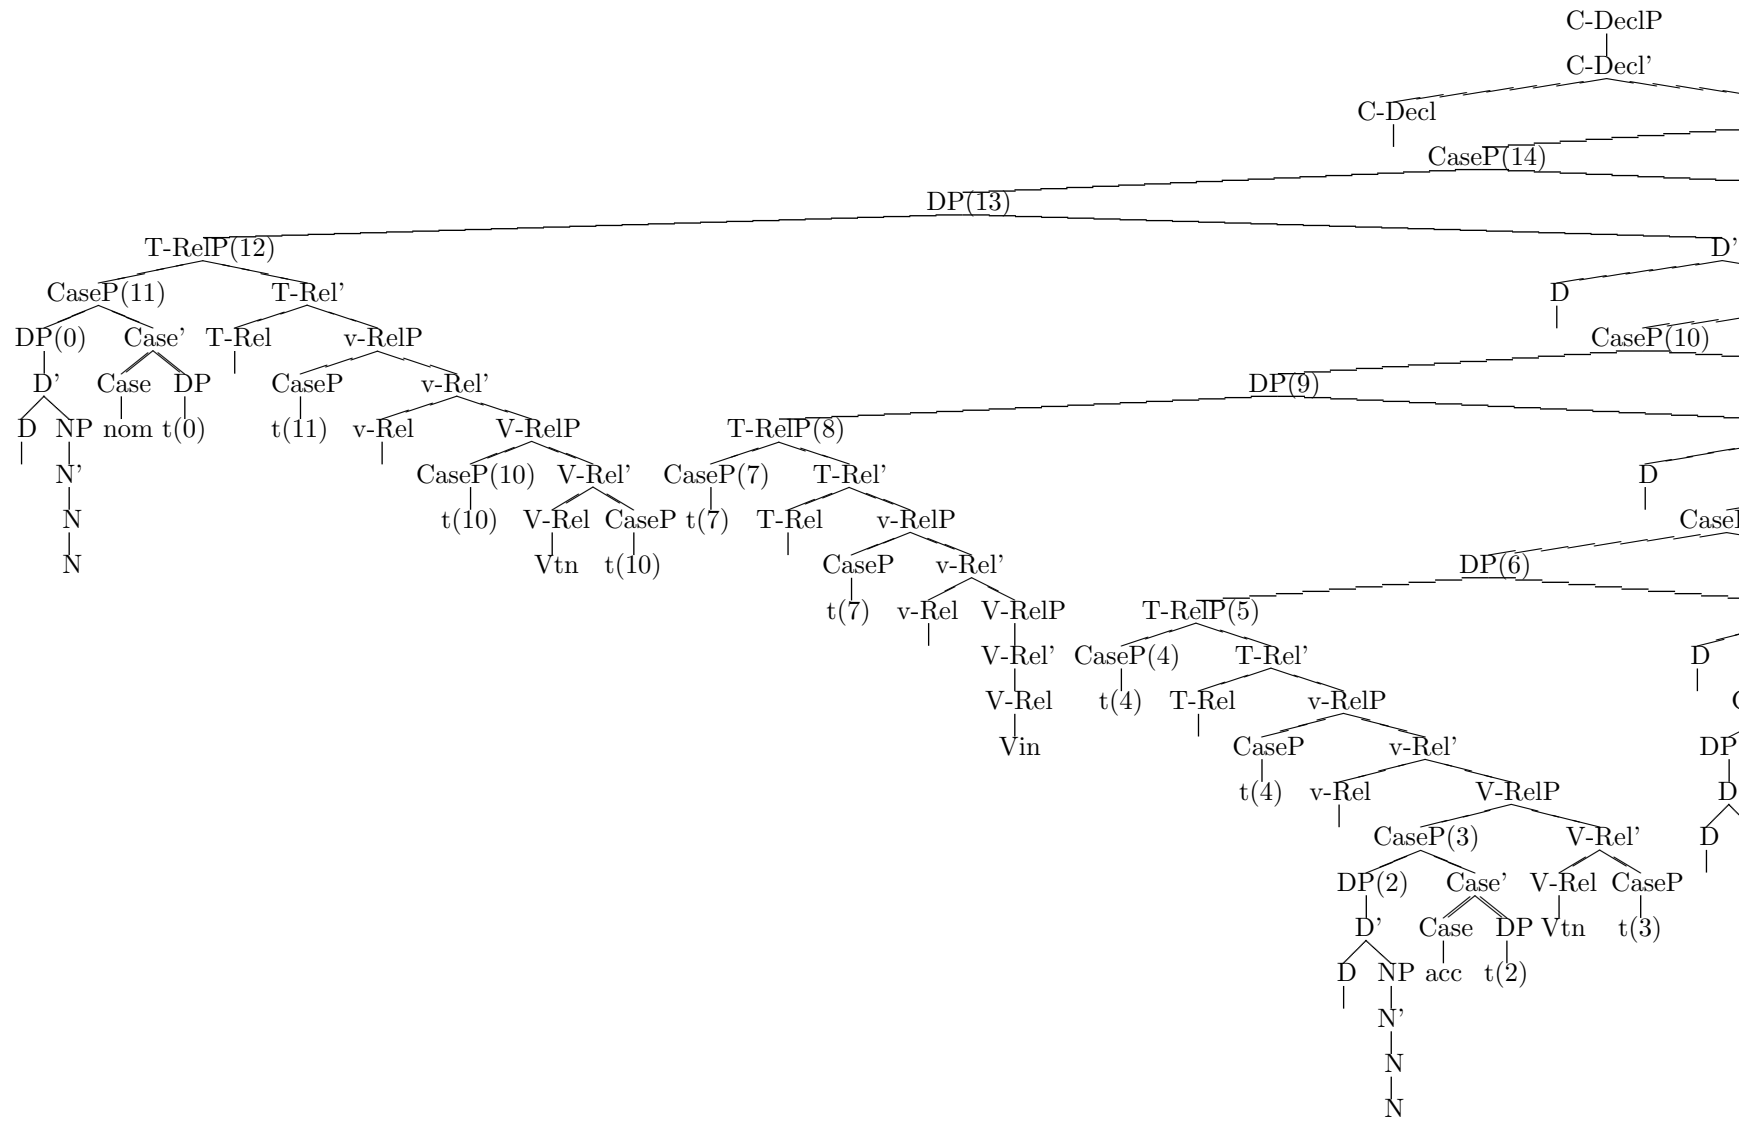 C-DeclP
C-Decl’
C-Decl
CaseP(14)
DP(13)
T-RelP(12) D’
CaseP(11) T-Rel’ D
DP(0) Case’ T-Rel v-RelP CaseP(10)
D’ Case DP CaseP v-Rel’ DP(9)
D NP nom t(0) t(11) v-Rel V-RelP T-RelP(8)
N’ CaseP(10) V-Rel’ CaseP(7) T-Rel’ D
N t(10) V-Rel CaseP t(7) T-Rel v-RelP
N Vtn t(10) CaseP v-Rel’ DP(6)
t(7) v-Rel V-RelP T-RelP(5)
V-Rel’ CaseP(4) T-Rel’ D
V-Rel t(4) T-Rel v-RelP
Vin CaseP v-Rel’ DP
t(4) v-Rel V-RelP D
CaseP(3) V-Rel’ D
DP(2) Case’ V-Rel CaseP
D’ Case DP Vtn t(3)
D NP acc t(2)
N’
N
N